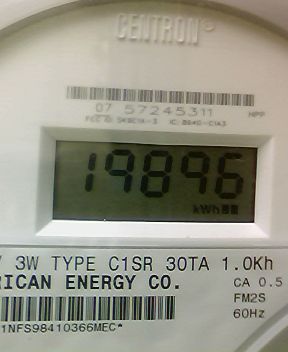 CENTRON®
07 57245311
19896
kWh
3W TYPE C1SR 30TA 1.0Kh
RICAN ENERGY CO.
CA 0.5
FM2S
60Hz
1NFS98410366MEC*